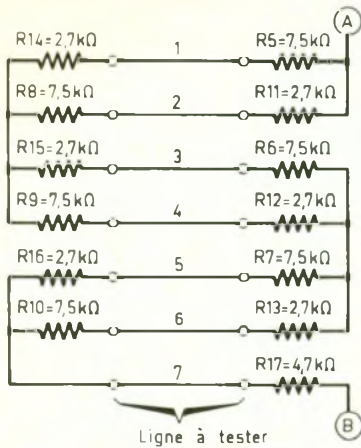 A
R14=2,7kΩ 1 R5=7,5kΩ
R8=7,5kΩ 2 R11=2,7kΩ
R15=2,7kΩ 3 R6=7,5kΩ
R9=7,5kΩ 4 R12=2,7kΩ
R16=2,7kΩ 5 R7=7,5kΩ
R10=7,5kΩ 6 R13=2,7kΩ
7 R17=4,7kΩ
B
Ligne à tester